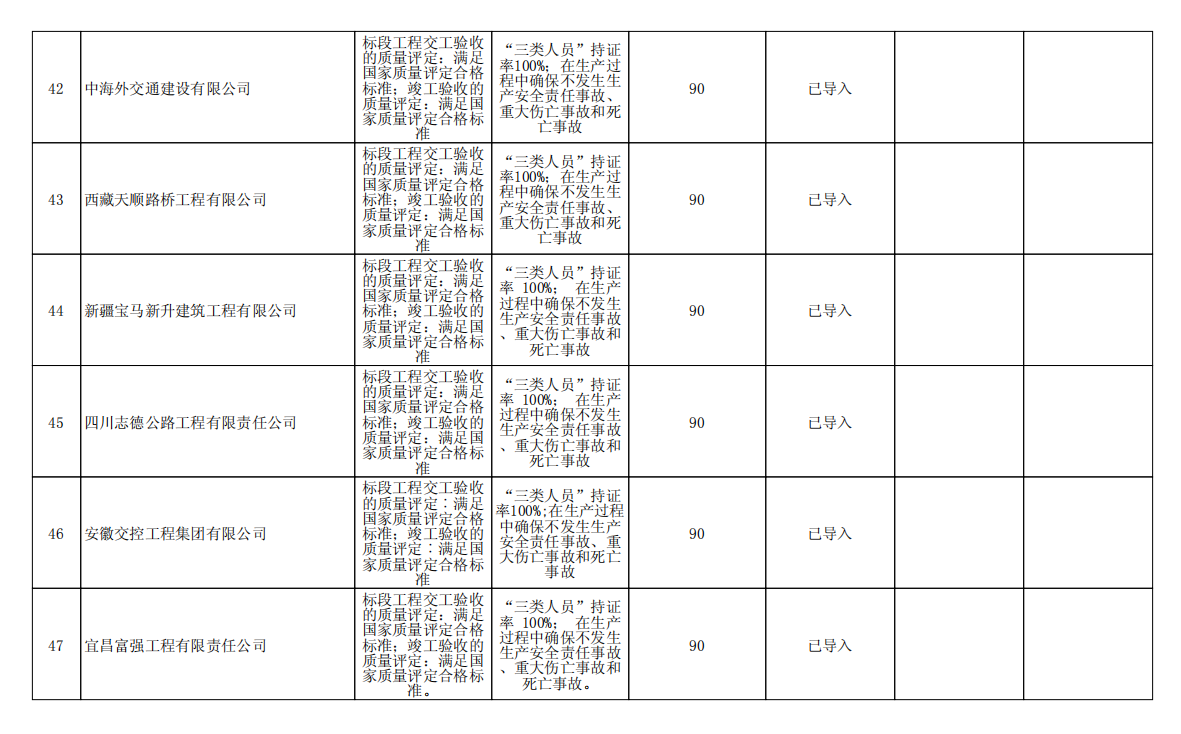 42
中海外交通建设有限公司
标段工程交工验收
的质量评定：满足
国家质量评定合格
标准；竣工验收的
质量评定：满足国
家质量评定合格标
准
“三类人员”持证
率100%；在生产过
程中确保不发生生
产安全责任事故、
重大伤亡事故和死
亡事故
90
已导入
43
西藏天顺路桥工程有限公司
标段工程交工验收
的质量评定：满足
国家质量评定合格
标准；竣工验收的
质量评定：满足国
家质量评定合格标
准
“三类人员”持证
率100%；在生产过
程中确保不发生生
产安全责任事故、
重大伤亡事故和死
亡事故
90
已导入
44
新疆宝马新升建筑工程有限公司
标段工程交工验收
的质量评定：满足
国家质量评定合格
标准；竣工验收的
质量评定：满足国
家质量评定合格标
准
“三类人员”持证
率 100%； 在生产
过程中确保不发生
生产安全责任事故
、重大伤亡事故和
死亡事故
90
已导入
45
四川志德公路工程有限责任公司
标段工程交工验收
的质量评定：满足
国家质量评定合格
标准；竣工验收的
质量评定：满足国
家质量评定合格标
准
“三类人员”持证
率 100%； 在生产
过程中确保不发生
生产安全责任事故
、重大伤亡事故和
死亡事故
90
已导入
46
安徽交控工程集团有限公司
标段工程交工验收
的质量评定：满足
国家质量评定合格
标准；竣工验收的
质量评定：满足国
家质量评定合格标
准
“三类人员”持证
率100%;在生产过程
中确保不发生生产
安全责任事故、重
大伤亡事故和死亡
事故
90
已导入
47
宜昌富强工程有限责任公司
标段工程交工验收
的质量评定：满足
国家质量评定合格
标准；竣工验收的
质量评定：满足国
家质量评定合格标
准。
“三类人员”持证
率 100%； 在生产
过程中确保不发生
生产安全责任事故
、重大伤亡事故和
死亡事故。
90
已导入